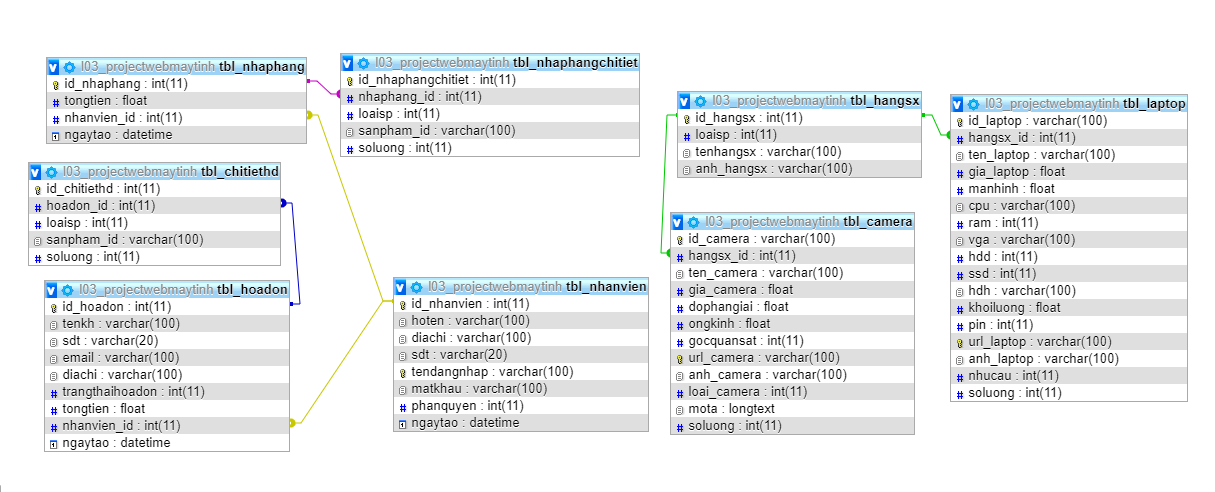 l03_projectwebmaytinh tbl_nhaphang
id_nhaphang : int(11)
tongtien : float
nhanvien_id : int(11)
ngaytao : datetime
l03_projectwebmaytinh tbl_nhaphangchitiet
id_nhaphangchitiet : int(11)
nhaphang_id : int(11)
loaisp : int(11)
sanpham_id : varchar(100)
soluong : int(11)
l03_projectwebmaytinh tbl_hangsx
id_hangsx : int(11)
loaisp : int(11)
tenhangsx : varchar(100)
anh_hangsx : varchar(100)
l03_projectwebmaytinh tbl_laptop
id_laptop : varchar(100)
hangsx_id : int(11)
ten_laptop : varchar(100)
gia_laptop : float
manhinh : float
cpu : varchar(100)
ram : int(11)
vga : varchar(100)
hdd : int(11)
ssd : int(11)
hdh : varchar(100)
khoiluong : float
pin : int(11)
url_laptop : varchar(100)
anh_laptop : varchar(100)
nhucau : int(11)
soluong : int(11)
l03_projectwebmaytinh tbl_chitiethd
id_chitiethd : int(11)
hoadon_id : int(11)
loaisp : int(11)
sanpham_id : varchar(100)
soluong : int(11)
l03_projectwebmaytinh tbl_camera
id_camera : varchar(100)
hangsx_id : int(11)
ten_camera : varchar(100)
gia_camera : float
dophangiai : float
ongkinh : float
gocquansat : int(11)
url_camera : varchar(100)
anh_camera : varchar(100)
loai_camera : int(11)
mota : longtext
soluong : int(11)
l03_projectwebmaytinh tbl_hoadon
id_hoadon : int(11)
tenkh : varchar(100)
sdt : varchar(20)
email : varchar(100)
diachi : varchar(100)
trangthaihoadon : int(11)
tongtien : float
nhanvien_id : int(11)
ngaytao : datetime
l03_projectwebmaytinh tbl_nhanvien
id_nhanvien : int(11)
hoten : varchar(100)
diachi : varchar(100)
sdt : varchar(20)
tendangnhap : varchar(100)
matkhau : varchar(100)
phanquyen : int(11)
ngaytao : datetime